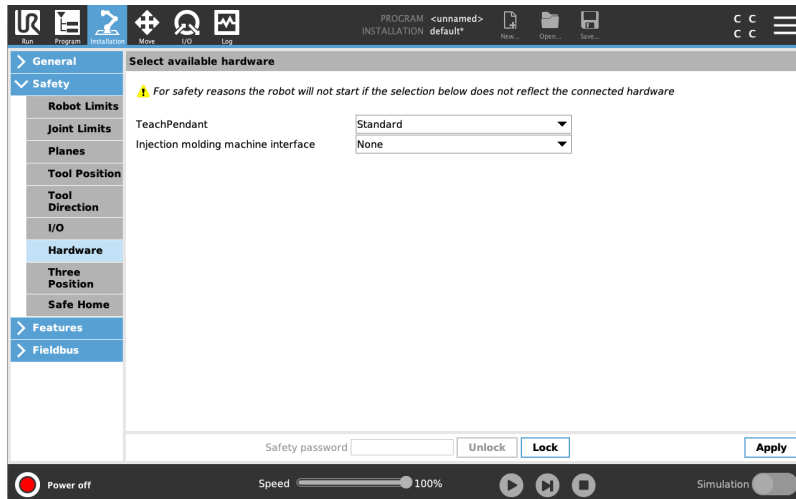 PROGRAM <unnamed>
INSTALLATION default*
UR
Run
Program
Installation
Move
I/O
Log
New...
Open...
Save...
C C
C C
General
Safety
Robot Limits
Joint Limits
Planes
Tool Position
Tool
Direction
I/O
Hardware
Three
Position
Safe Home
Features
Fieldbus
Select available hardware
For safety reasons the robot will not start if the selection below does not reflect the connected hardware
TeachPendant Standard
Injection molding machine interface None
Safety password Unlock Lock Apply
Power off Speed 100% Simulation